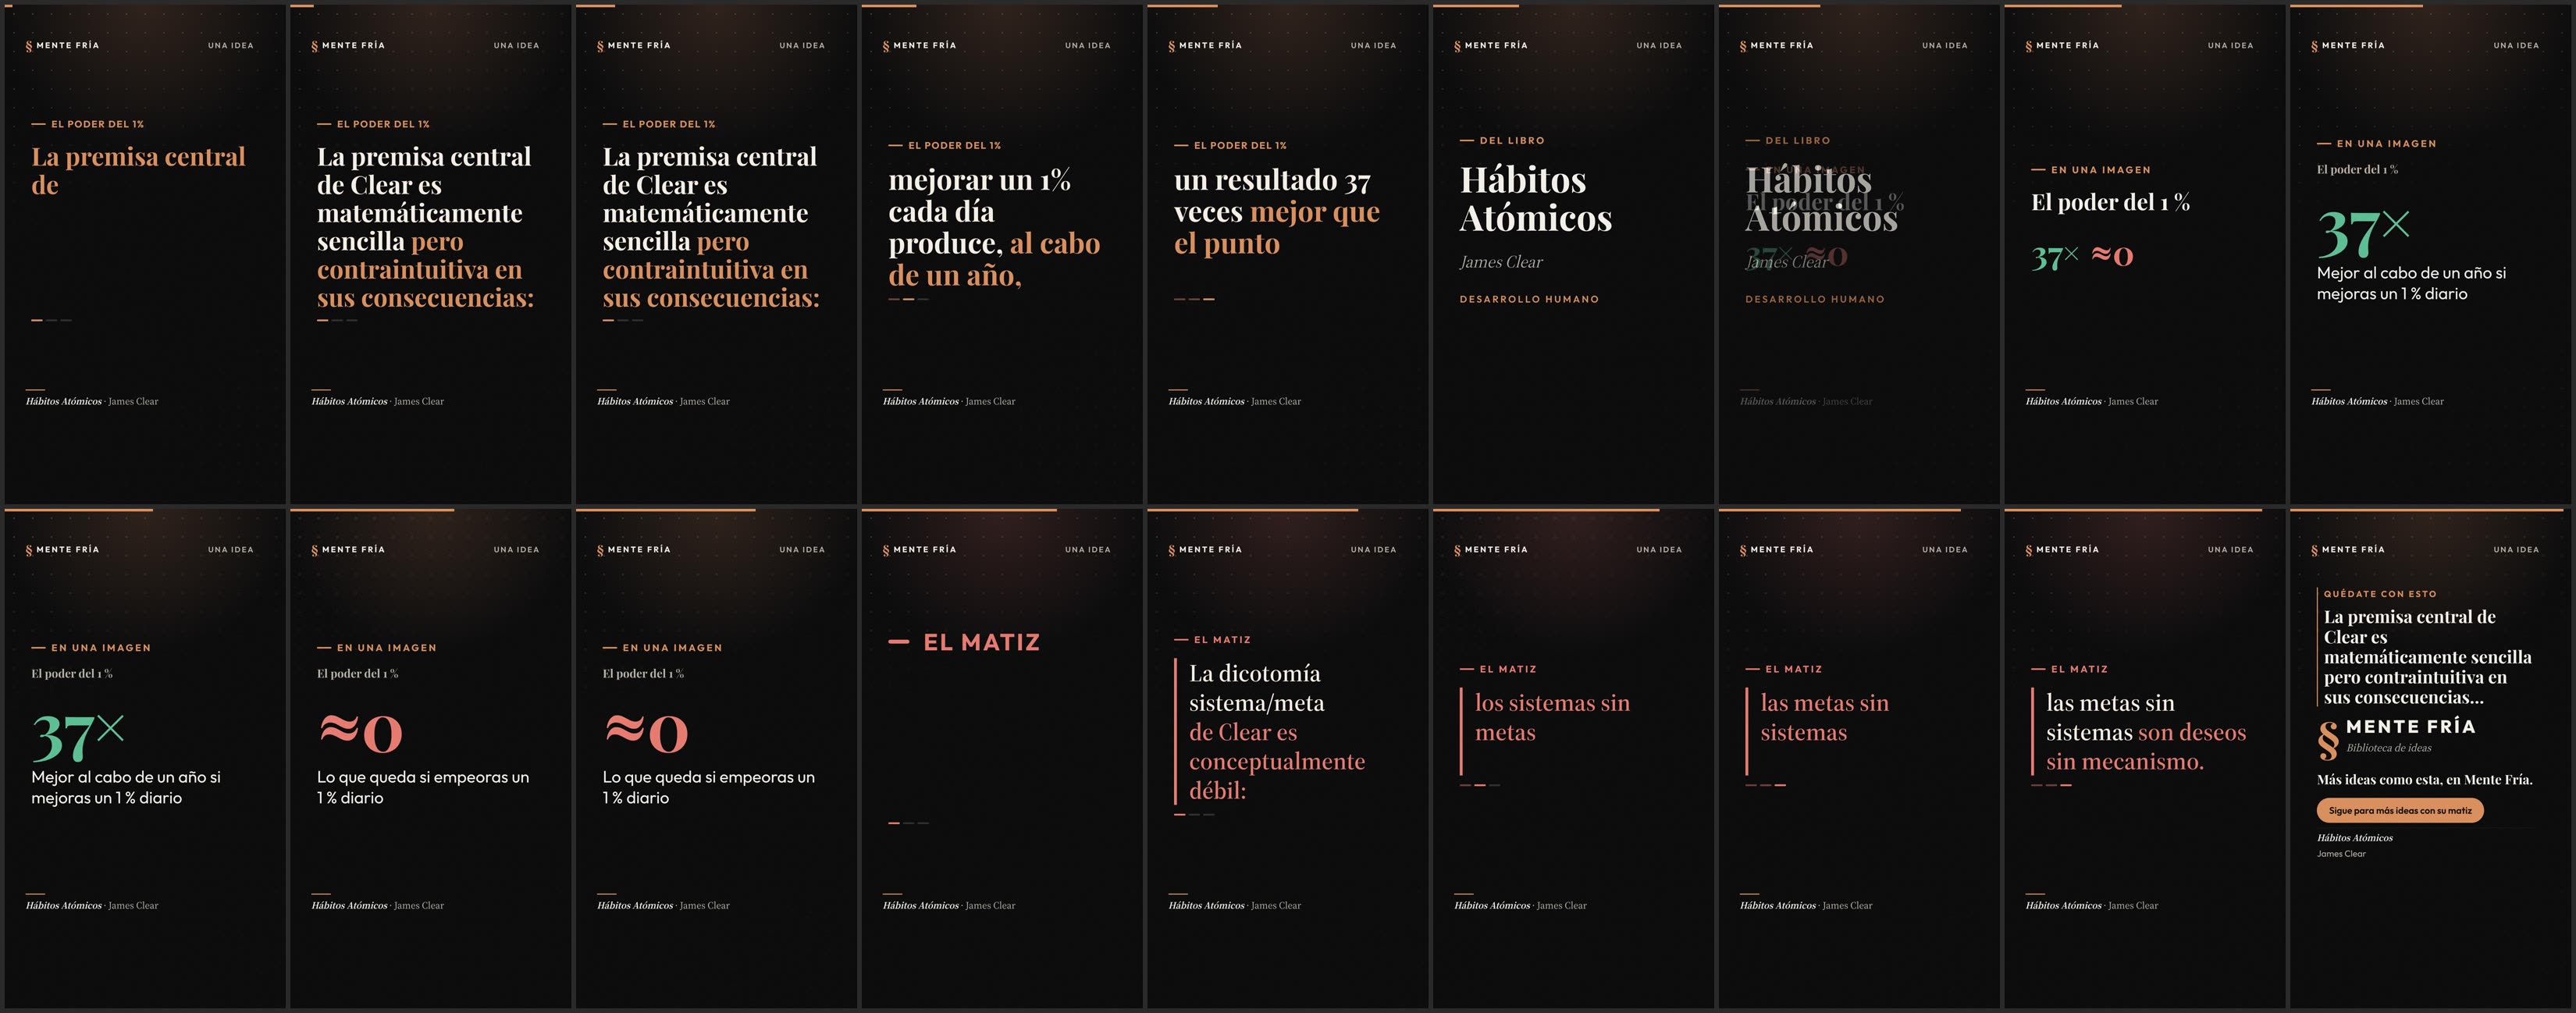 § MENTE FRÍA
UNA IDEA
EL PODER DEL 1%
La premisa central
de
Hábitos Atómicos · James Clear
§ MENTE FRÍA
UNA IDEA
EL PODER DEL 1%
La premisa central
de Clear es
matemáticamente
sencilla pero
contraintuitiva en
sus consecuencias:
Hábitos Atómicos · James Clear
§ MENTE FRÍA
UNA IDEA
EL PODER DEL 1%
La premisa central
de Clear es
matemáticamente
sencilla pero
contraintuitiva en
sus consecuencias:
Hábitos Atómicos · James Clear
§ MENTE FRÍA
UNA IDEA
EL PODER DEL 1%
mejorar un 1%
cada día
produce, al cabo
de un año,
Hábitos Atómicos · James Clear
§ MENTE FRÍA
UNA IDEA
EL PODER DEL 1%
un resultado 37
veces mejor que
el punto
Hábitos Atómicos · James Clear
§ MENTE FRÍA
UNA IDEA
DEL LIBRO
Hábitos
Atómicos
James Clear
DESARROLLO HUMANO
§ MENTE FRÍA
UNA IDEA
DEL LIBRO
EN UNA IMAGEN
Hábitos
El poder del 1 %
Atómicos
37× ≈0
James Clear
DESARROLLO HUMANO
Hábitos Atómicos · James Clear
§ MENTE FRÍA
UNA IDEA
EN UNA IMAGEN
El poder del 1 %
37× ≈0
Hábitos Atómicos · James Clear
§ MENTE FRÍA
UNA IDEA
EN UNA IMAGEN
El poder del 1 %
37×
Mejor al cabo de un año si
mejoras un 1 % diario
Hábitos Atómicos · James Clear
§ MENTE FRÍA
UNA IDEA
EN UNA IMAGEN
El poder del 1 %
37×
Mejor al cabo de un año si
mejoras un 1 % diario
Hábitos Atómicos · James Clear
§ MENTE FRÍA
UNA IDEA
EN UNA IMAGEN
El poder del 1 %
≈0
Lo que queda si empeoras un
1 % diario
Hábitos Atómicos · James Clear
§ MENTE FRÍA
UNA IDEA
EN UNA IMAGEN
El poder del 1 %
≈0
Lo que queda si empeoras un
1 % diario
Hábitos Atómicos · James Clear
§ MENTE FRÍA
UNA IDEA
EL MATIZ
Hábitos Atómicos · James Clear
§ MENTE FRÍA
UNA IDEA
EL MATIZ
La dicotomía
sistema/meta
de Clear es
conceptualmente
débil:
Hábitos Atómicos · James Clear
§ MENTE FRÍA
UNA IDEA
EL MATIZ
los sistemas sin
metas
Hábitos Atómicos · James Clear
§ MENTE FRÍA
UNA IDEA
EL MATIZ
las metas sin
sistemas
Hábitos Atómicos · James Clear
§ MENTE FRÍA
UNA IDEA
EL MATIZ
las metas sin
sistemas son deseos
sin mecanismo.
Hábitos Atómicos · James Clear
§ MENTE FRÍA
UNA IDEA
QUÉDATE CON ESTO
La premisa central de
Clear es
matemáticamente sencilla
pero contraintuitiva en
sus consecuencias...
§ MENTE FRÍA
Biblioteca de ideas
Más ideas como esta, en Mente Fría.
Sigue para más ideas con su matiz
Hábitos Atómicos
James Clear